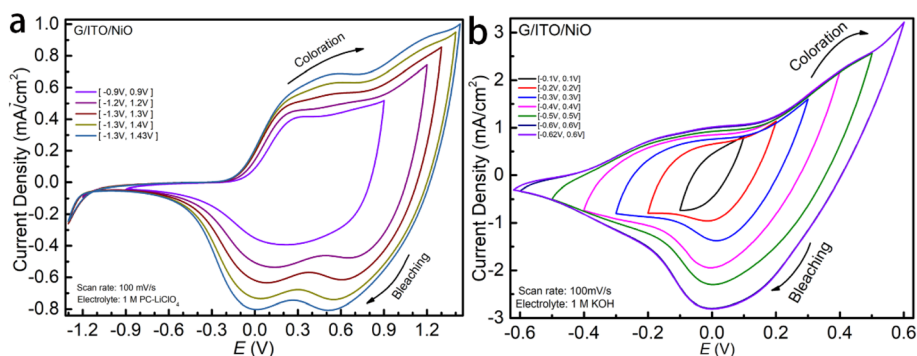 a
G/ITO/NiO
Coloration
[ -0.9V, 0.9V ]
[ -1.2V, 1.2V ]
[ -1.3V, 1.3V ]
[ -1.3V, 1.4V ]
[ -1.3V, 1.43V ]
Bleaching
Scan rate: 100 mV/s
Electrolyte: 1 M PC-LiClO4
Current Density (mA/cm2)
1.0
0.8
0.6
0.4
0.2
0.0
-0.2
-0.4
-0.6
-0.8
-1.2 -0.9 -0.6 -0.3 0.0 0.3 0.6 0.9 1.2
E (V)
b
G/ITO/NiO
Coloration
[-0.1V, 0.1V]
[-0.2V, 0.2V]
[-0.3V, 0.3V]
[-0.4V, 0.4V]
[-0.5V, 0.5V]
[-0.6V, 0.6V]
[-0.62V, 0.6V]
Bleaching
Scan rate: 100mV/s
Electrolyte: 1 M KOH
Current Density (mA/cm2)
3
2
1
0
-1
-2
-3
-0.6 -0.4 -0.2 0.0 0.2 0.4 0.6
E (V)